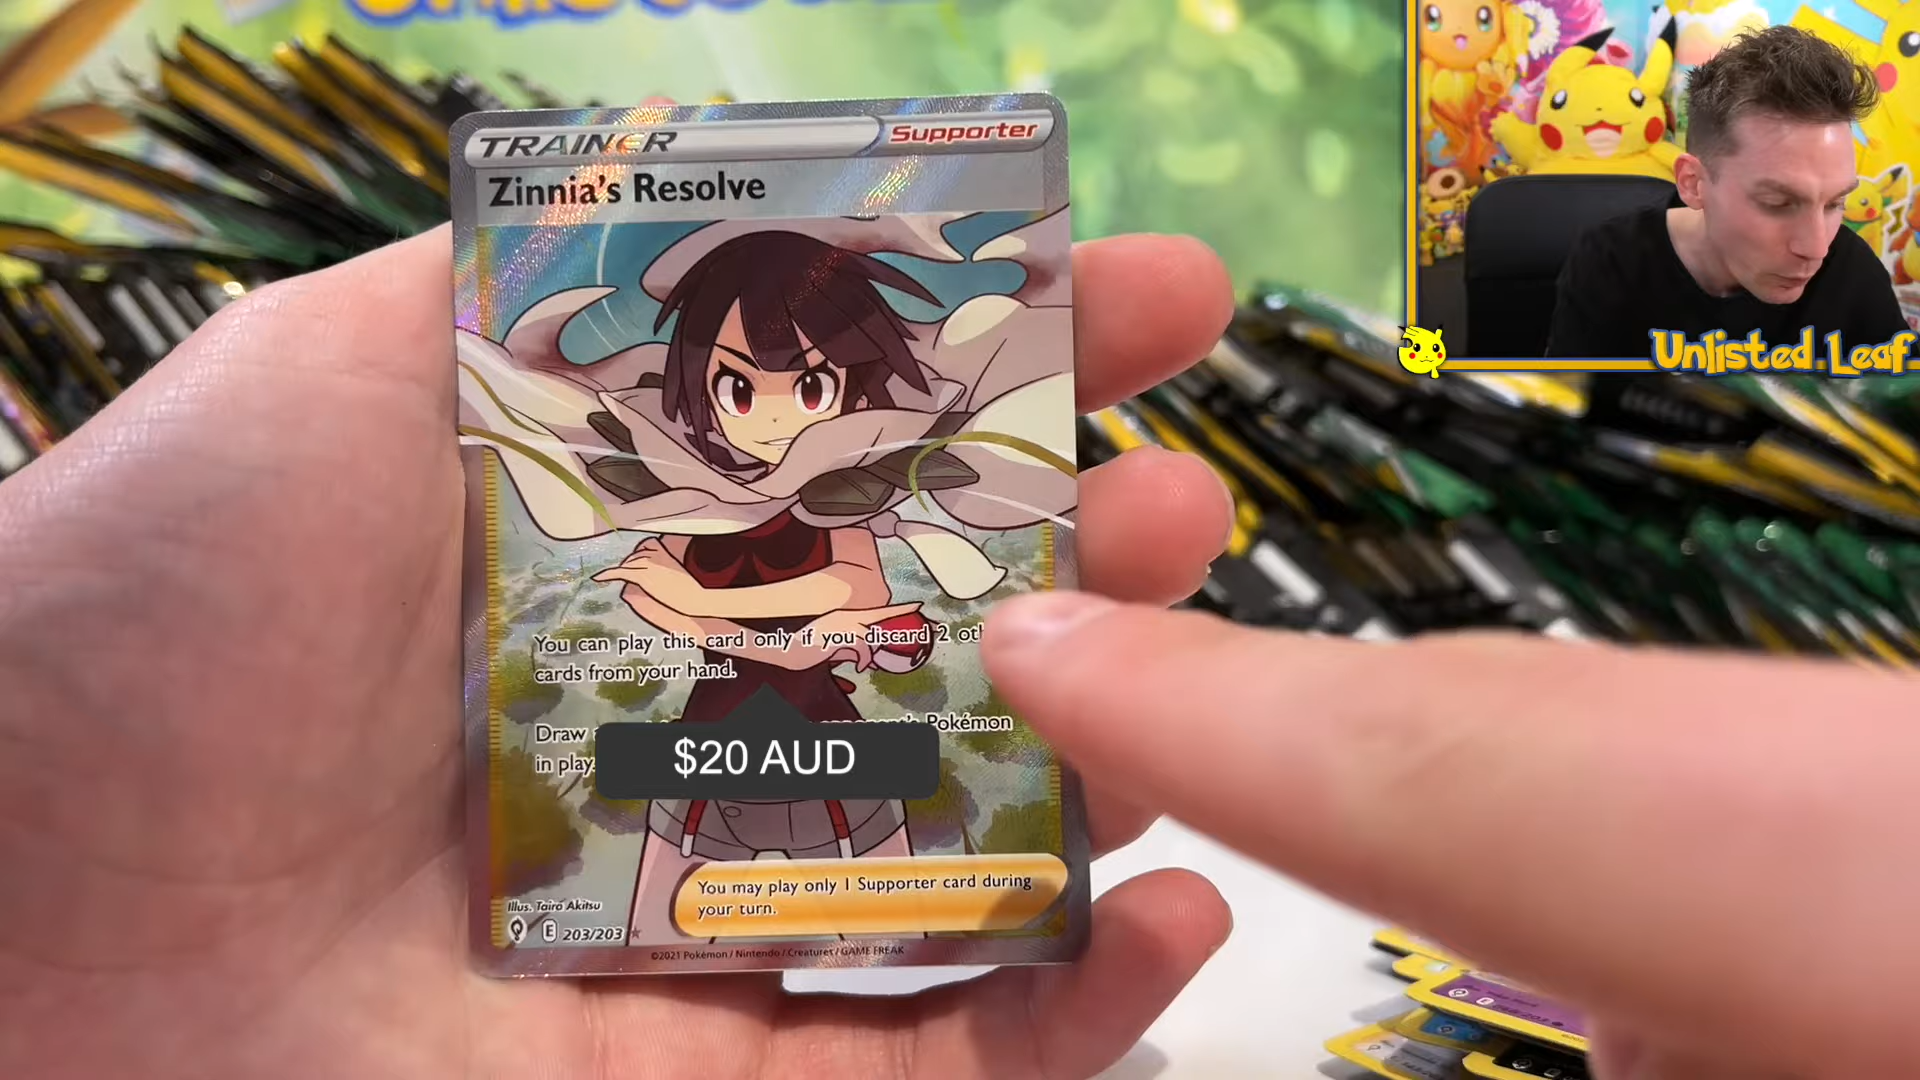 TRAINER
Supporter
Zinnia's Resolve
You can play this card only if you discard 2
cards from your hand.
Draw
Pokémon
in play.
$20 AUD
You may play only 1 Supporter card during
your turn.
Illus. Taira Akitsu
E 203/203
©2021 Pokémon / Nintendo / Creatures / GAME FREAK
Unlisted Leaf